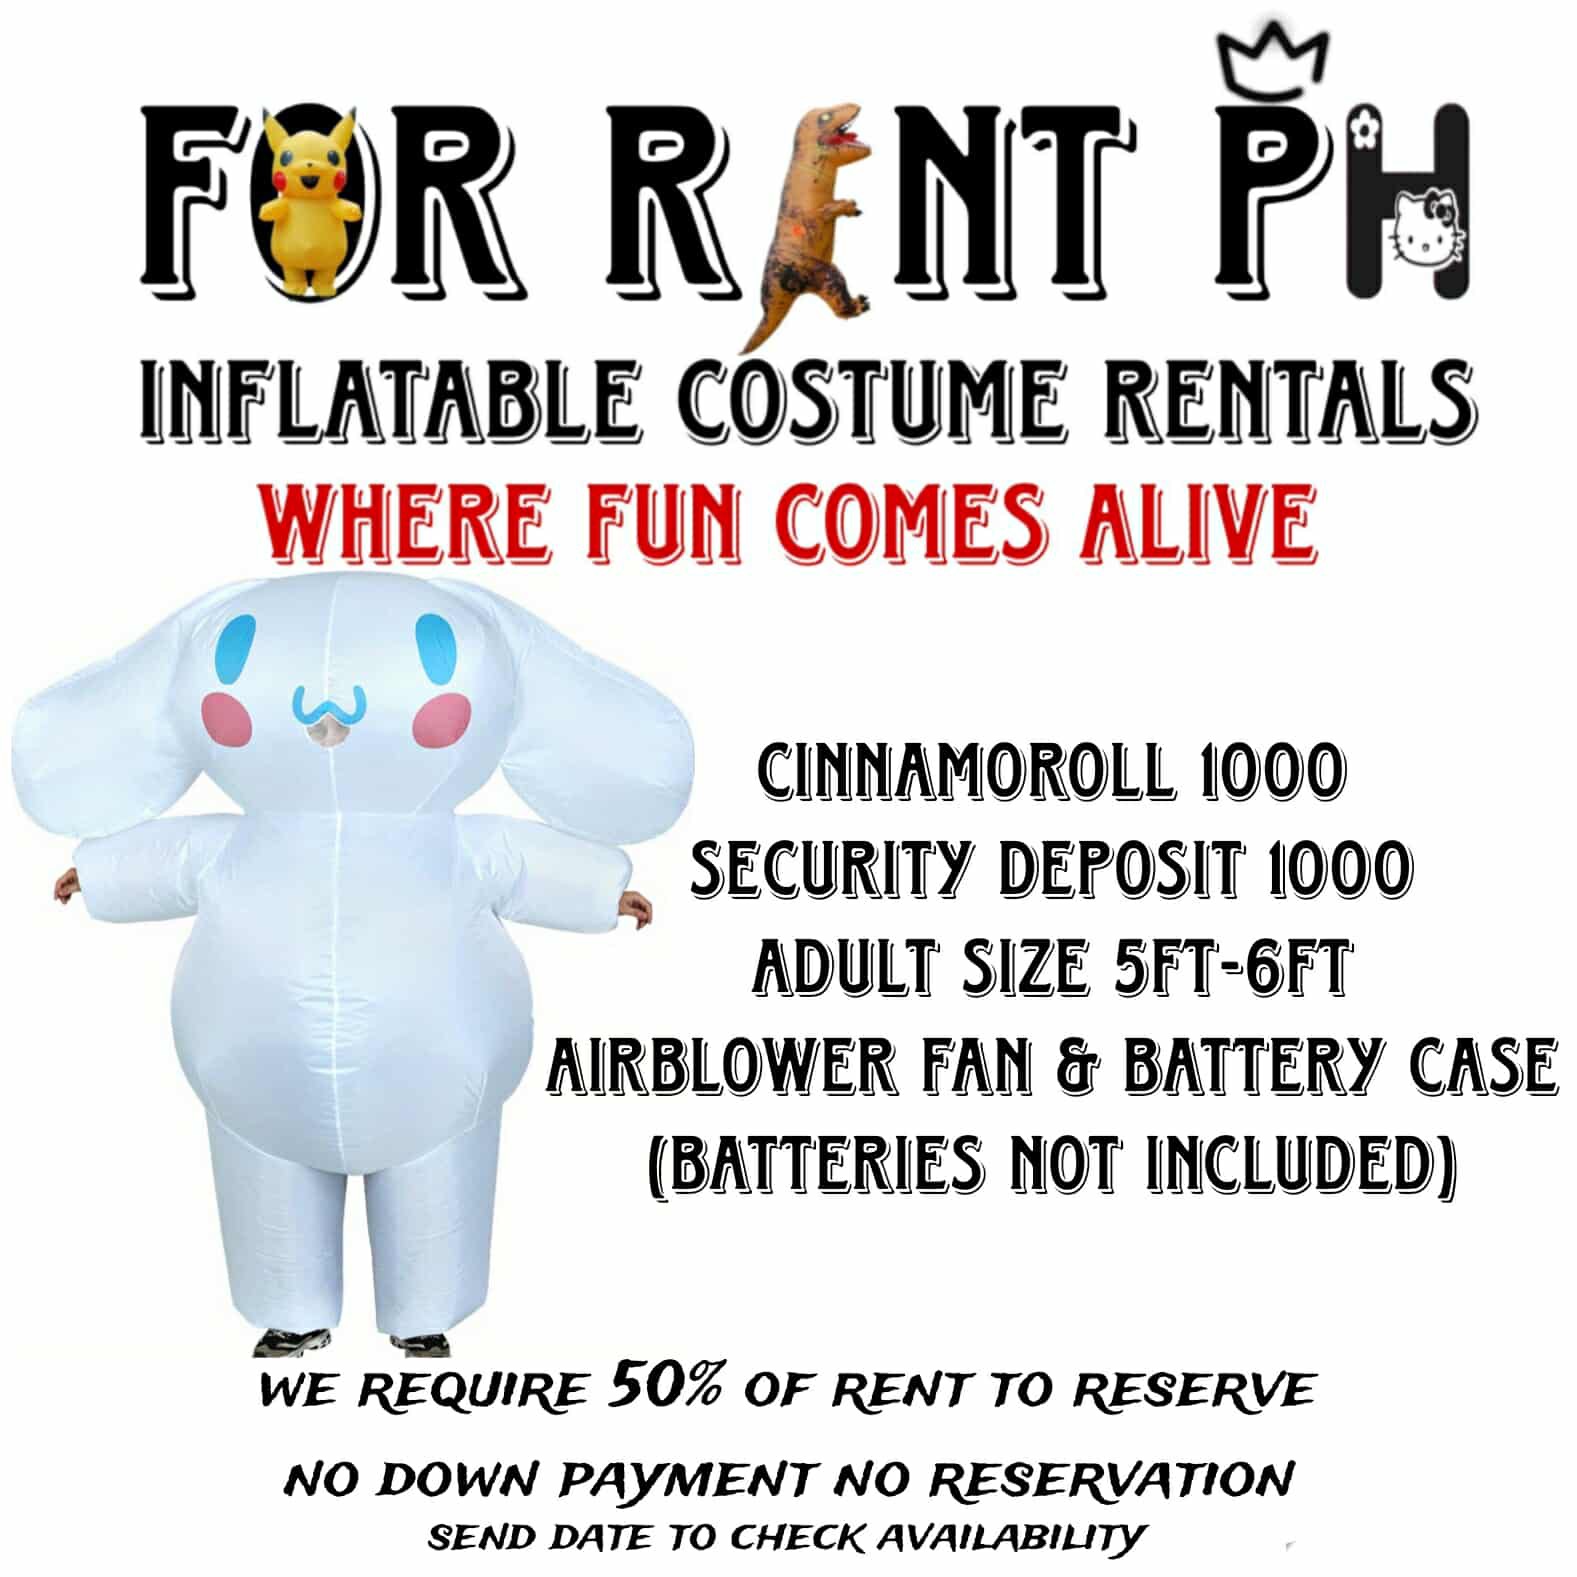 FOR RENT PH
INFLATABLE COSTUME RENTALS
WHERE FUN COMES ALIVE
CINNAMOROLL 1000
SECURITY DEPOSIT 1000
ADULT SIZE 5FT-6FT
AIRBLOWER FAN & BATTERY CASE
(BATTERIES NOT INCLUDED)
WE REQUIRE 50% OF RENT TO RESERVE
NO DOWN PAYMENT NO RESERVATION
SEND DATE TO CHECK AVAILABILITY